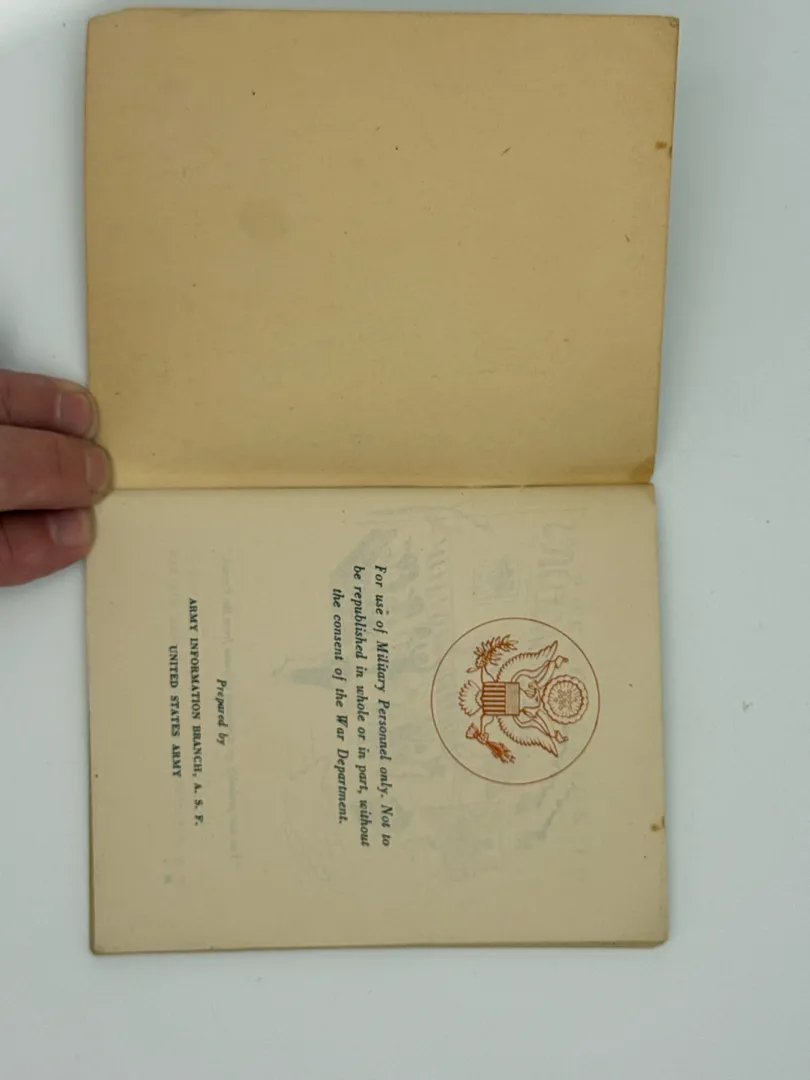 For use of Military Personnel only. Not to
be republished in whole or in part, without
the consent of the War Department.
Prepared by
ARMY INFORMATION BRANCH, A. S. F.
UNITED STATES ARMY